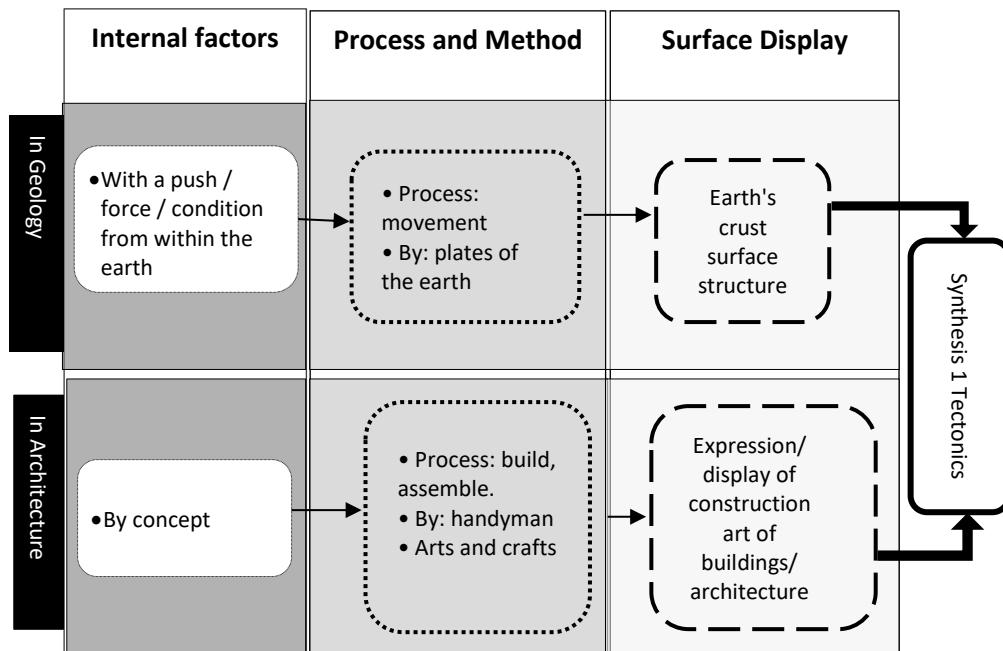 Internal factors
Process and Method
Surface Display
In Geology
•With a push /
force / condition
from within the
earth
• Process:
movement
• By: plates of
the earth
Earth's
crust
surface
structure
In Architecture
•By concept
• Process: build,
assemble.
• By: handyman
• Arts and crafts
Expression/
display of
construction
art of
buildings/
architecture
Synthesis 1 Tectonics